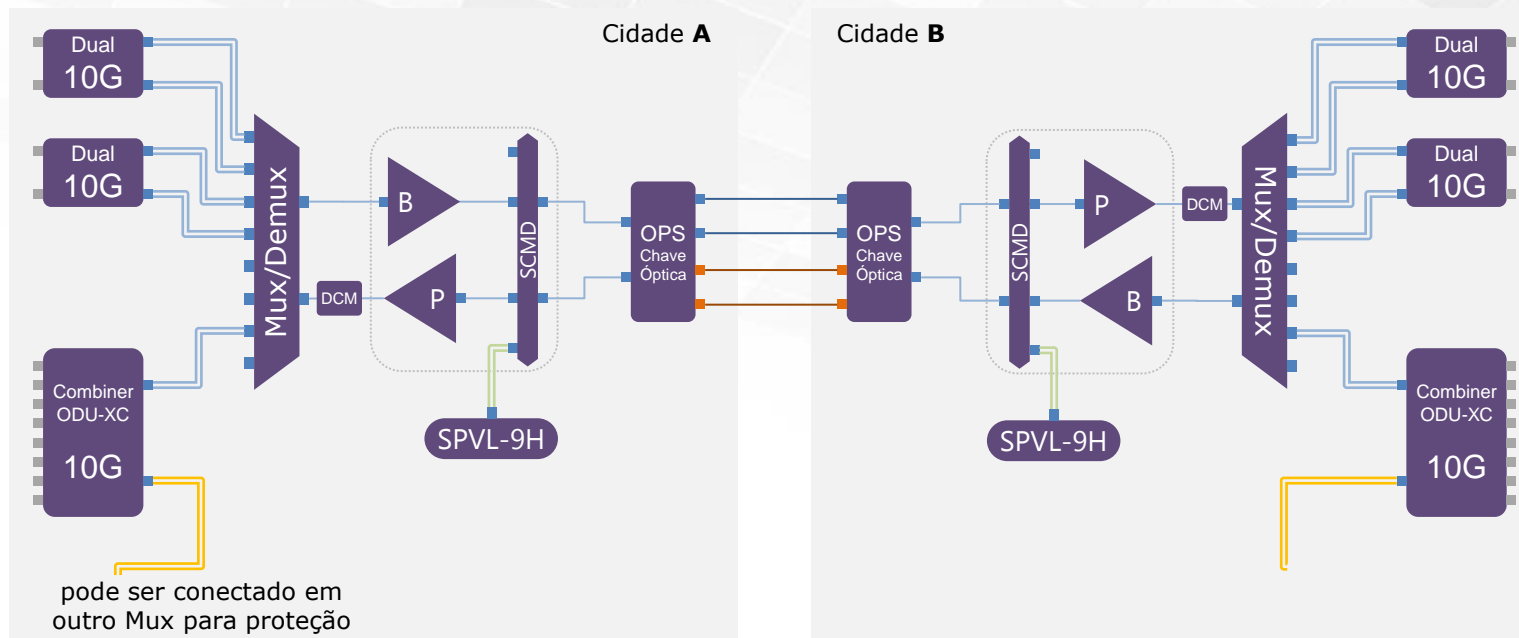 Cidade A
Dual
10G
Dual
10G
Mux/Demux
B
P
DCM
SCMD
OPS
Chave
Óptica
Combiner
ODU-XC
10G
SPVL-9H
pode ser conectado em
outro Mux para proteção
Cidade B
OPS
Chave
Óptica
SCMD
P
B
DCM
Mux/Demux
Dual
10G
Dual
10G
Combiner
ODU-XC
10G
SPVL-9H